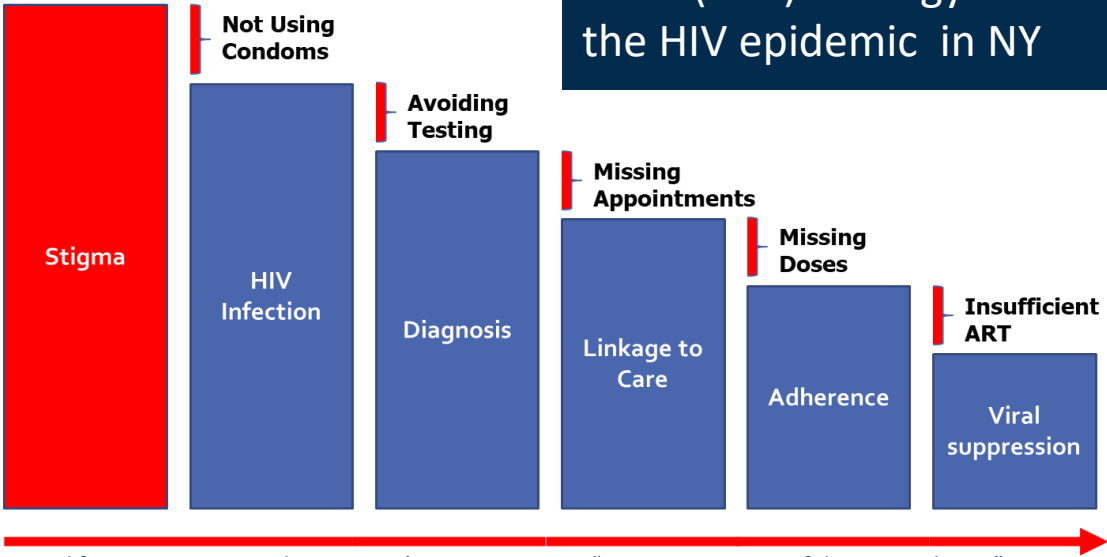 the HIV epidemic in NY
Not Using
Condoms
Avoiding
Testing
Missing
Appointments
Missing
Doses
Insufficient
ART
Stigma
HIV
Infection
Diagnosis
Linkage to
Care
Adherence
Viral
suppression